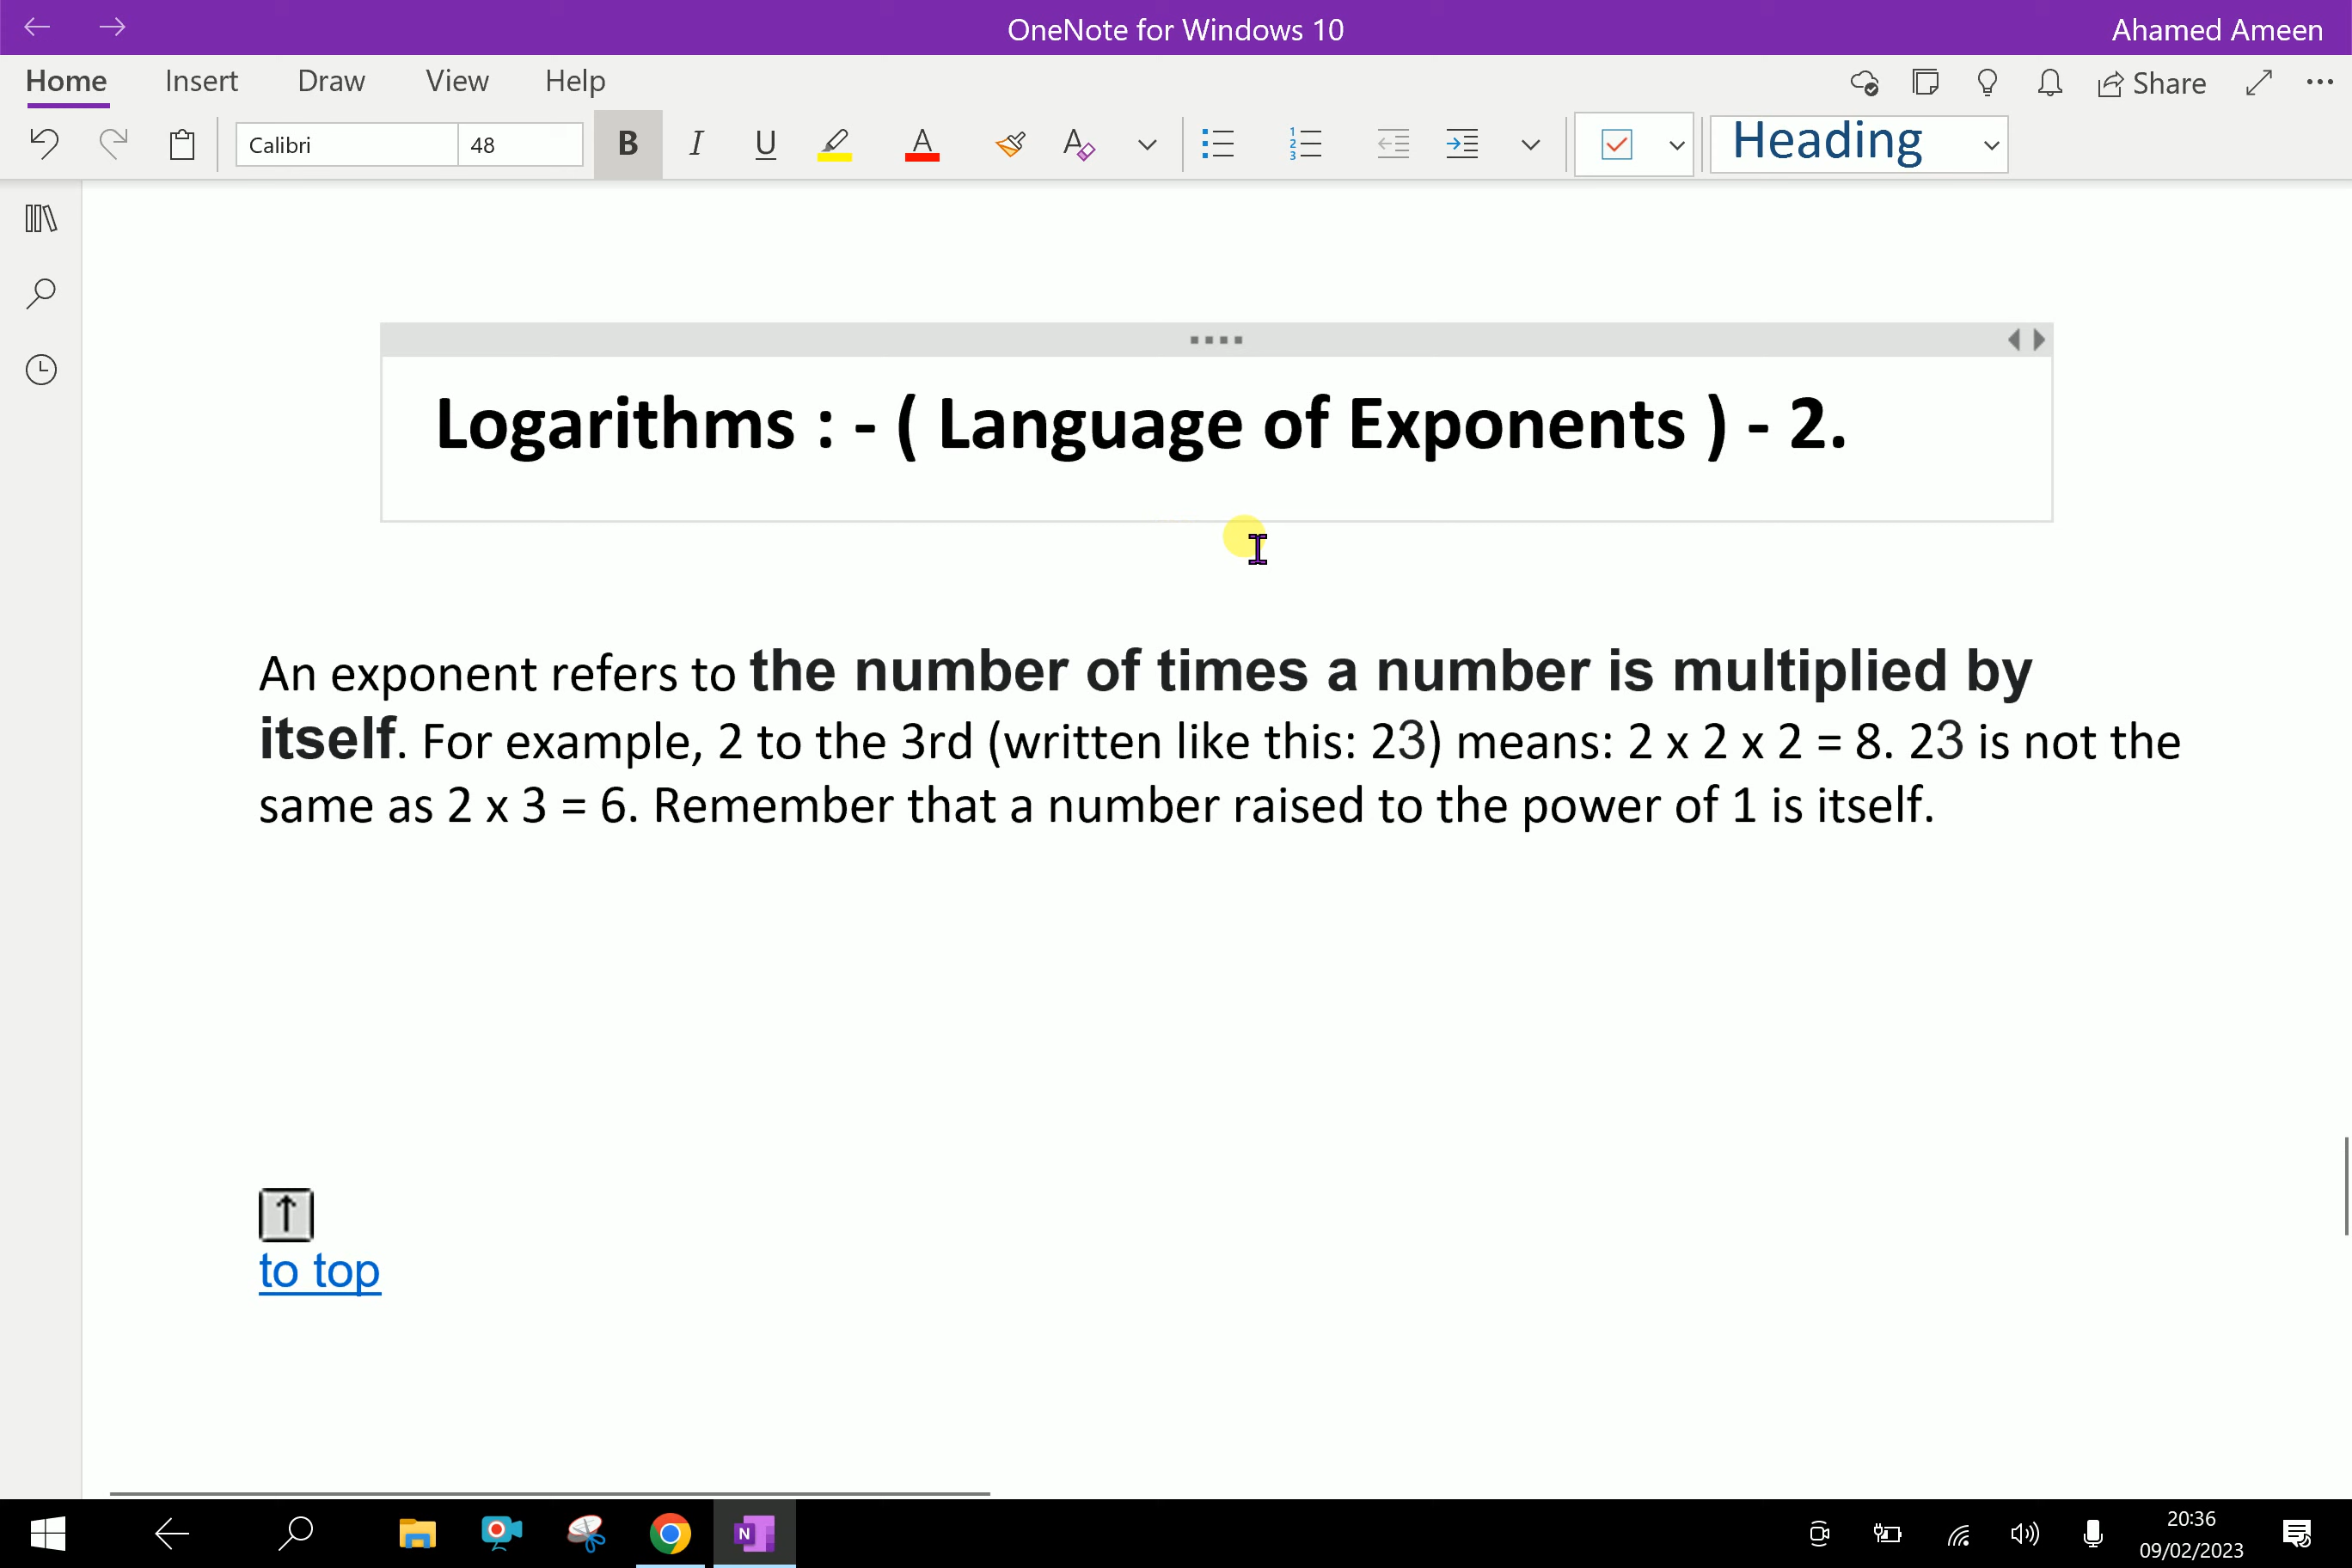 OneNote for Windows 10
Ahamed Ameen
Home Insert Draw View Help
Share
Calibri 48 B I U A A 1 2 3 Heading
Logarithms : - ( Language of Exponents ) - 2.
An exponent refers to the number of times a number is multiplied by
itself. For example, 2 to the 3rd (written like this: 23) means: 2 x 2 x 2 = 8. 23 is not the
same as 2 x 3 = 6. Remember that a number raised to the power of 1 is itself.
to top
N
20:36
09/02/2023